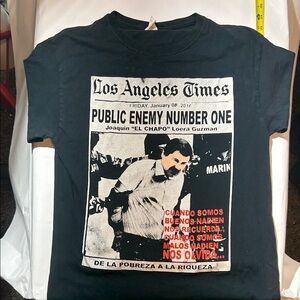 Los Angeles Times
FRIDAY, January 08, 2016
PUBLIC ENEMY NUMBER ONE
Joaquin "EL CHAPO" Loera Guzman
MARIN
CUANDO SOMOS
BUENOS NADIEN
NOS RECUERDA
CUANDO SOMOS
MALOS NADIEN
NOS OLVIDA...
DE LA POBREZA A LA RIQUEZA